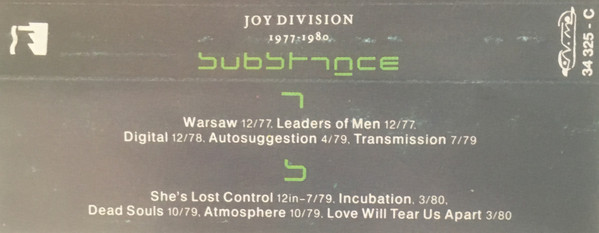 JOY DIVISION
1977-1980
Substance
34 325 - C
a
Warsaw 12/77. Leaders of Men 12/77.
Digital 12/78. Autosuggestion 4/79. Transmission 7/79
b
She's Lost Control 12in-7/79. Incubation. 3/80.
Dead Souls 10/79. Atmosphere 10/79. Love Will Tear Us Apart 3/80